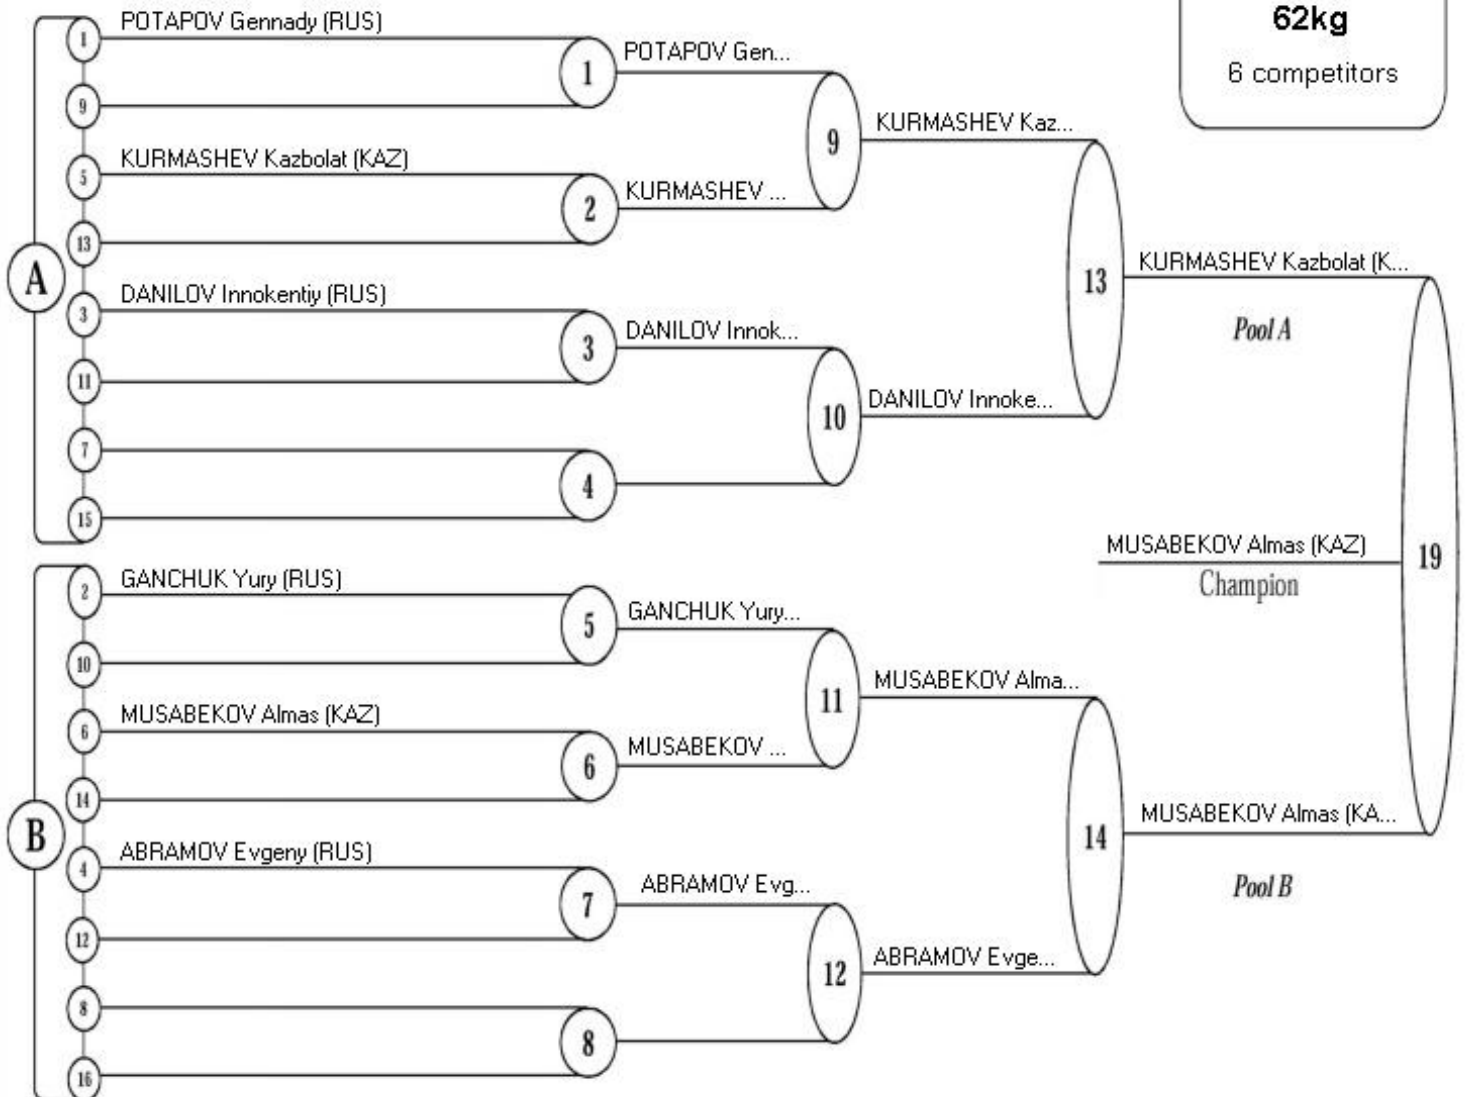 62kg
6 competitors
1
POTAPOV Gennady (RUS)
9
1
POTAPOV Gen...
5
KURMASHEV Kazbolat (KAZ)
13
2
KURMASHEV ...
9
KURMASHEV Kaz...
A
3
DANILOV Innokentiy (RUS)
11
3
DANILOV Innok...
7
15
4
10
DANILOV Innoke...
13
KURMASHEV Kazbolat (K...
Pool A
MUSABEKOV Almas (KAZ)
Champion
19
2
GANCHUK Yury (RUS)
10
5
GANCHUK Yury...
6
MUSABEKOV Almas (KAZ)
14
6
MUSABEKOV ...
11
MUSABEKOV Alma...
B
4
ABRAMOV Evgeny (RUS)
12
7
ABRAMOV Evg...
8
16
8
12
ABRAMOV Evge...
14
MUSABEKOV Almas (KA...
Pool B